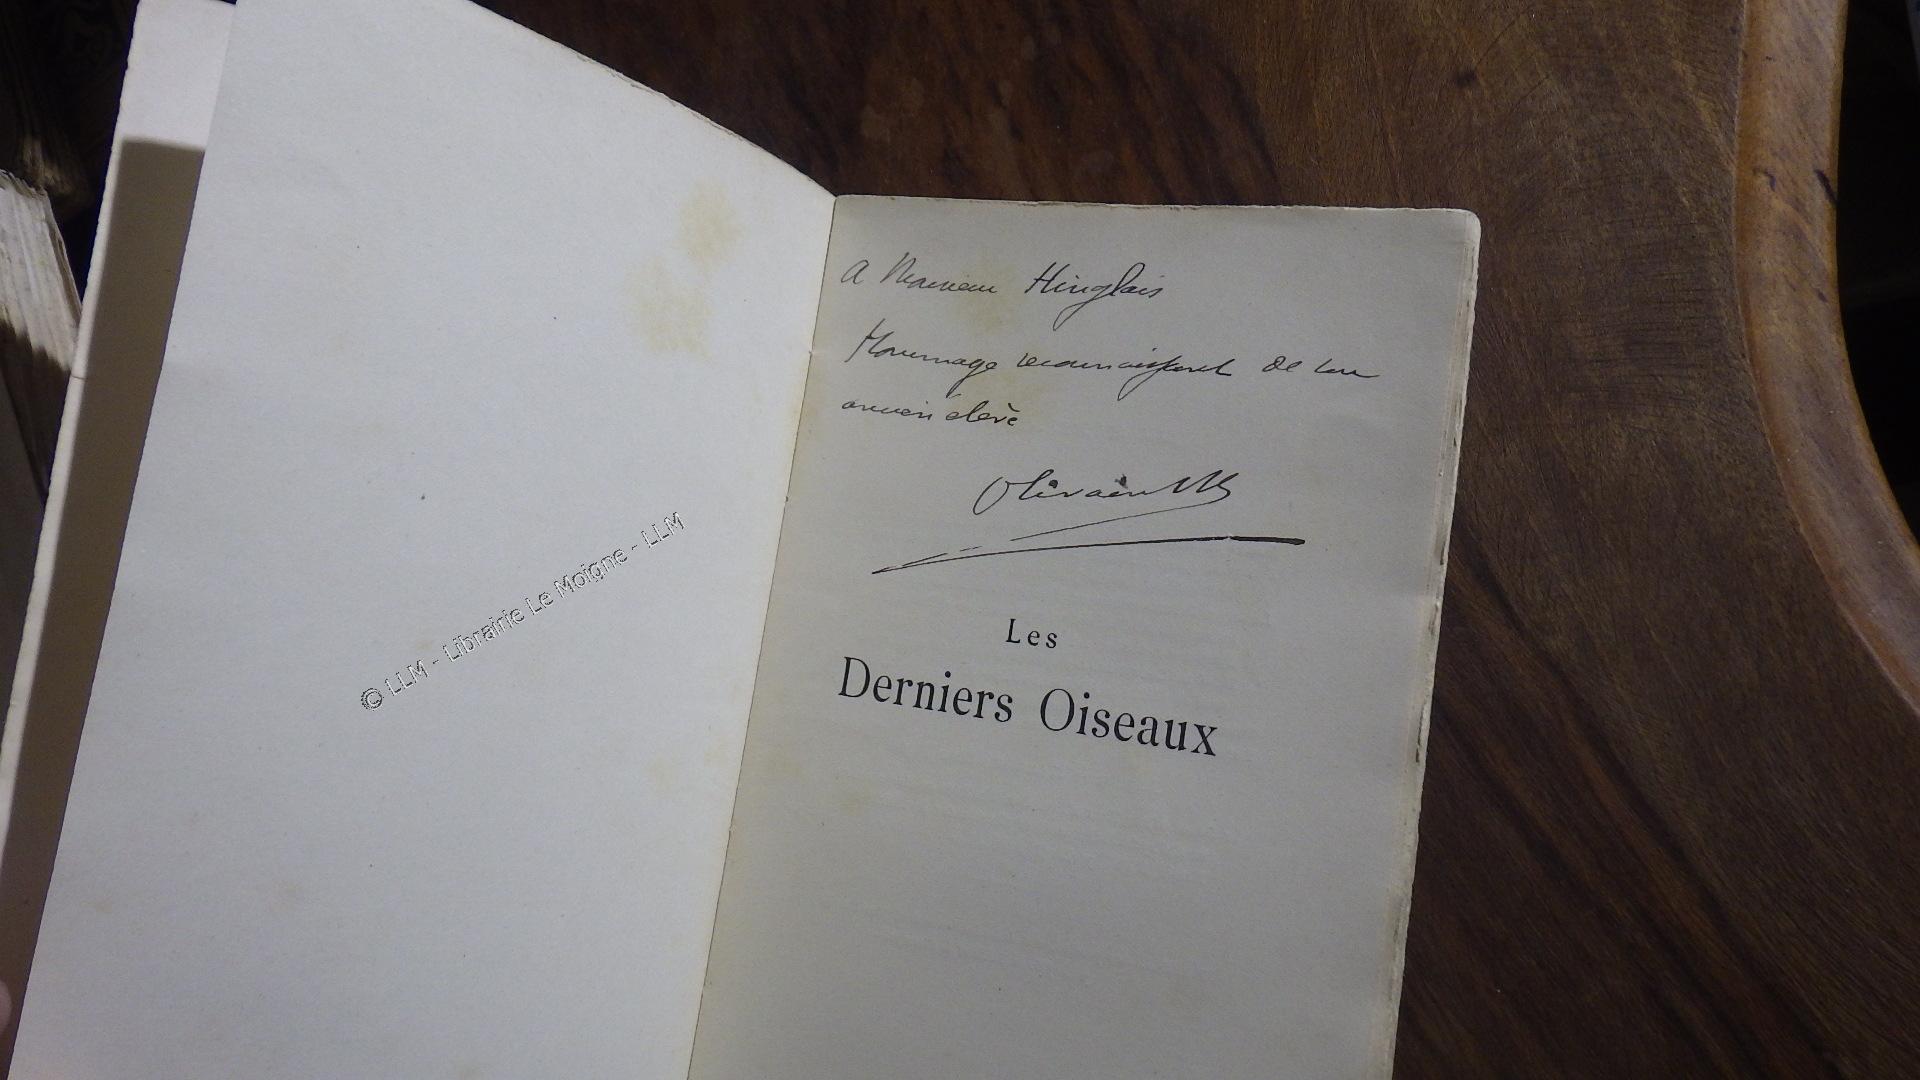 A Monsieur Hinglais
Hommage reconnaissant de son
ancien élève
Les
Derniers Oiseaux
© LLM - Librairie Le Moigne - LLM